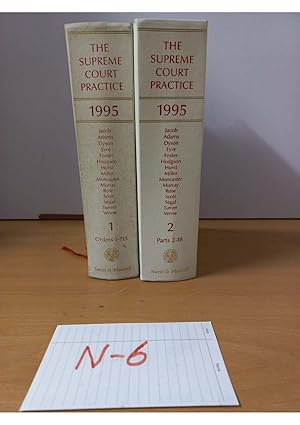 THE
SUPREME
COURT
PRACTICE
1995
Jacob
Adams
Dyson
Eyre
Foster
Hodgson
Hurst
Miller
Moncaster
Murray
Rose
Scott
Segal
Turner
Venne
1
Orders 1-115
Sweet & Maxwell
THE
SUPREME
COURT
PRACTICE
1995
Jacob
Adams
Dyson
Eyre
Foster
Hodgson
Hurst
Miller
Moncaster
Murray
Rose
Scott
Segal
Turner
Venne
2
Parts 2-18
Sweet & Maxwell
N-6